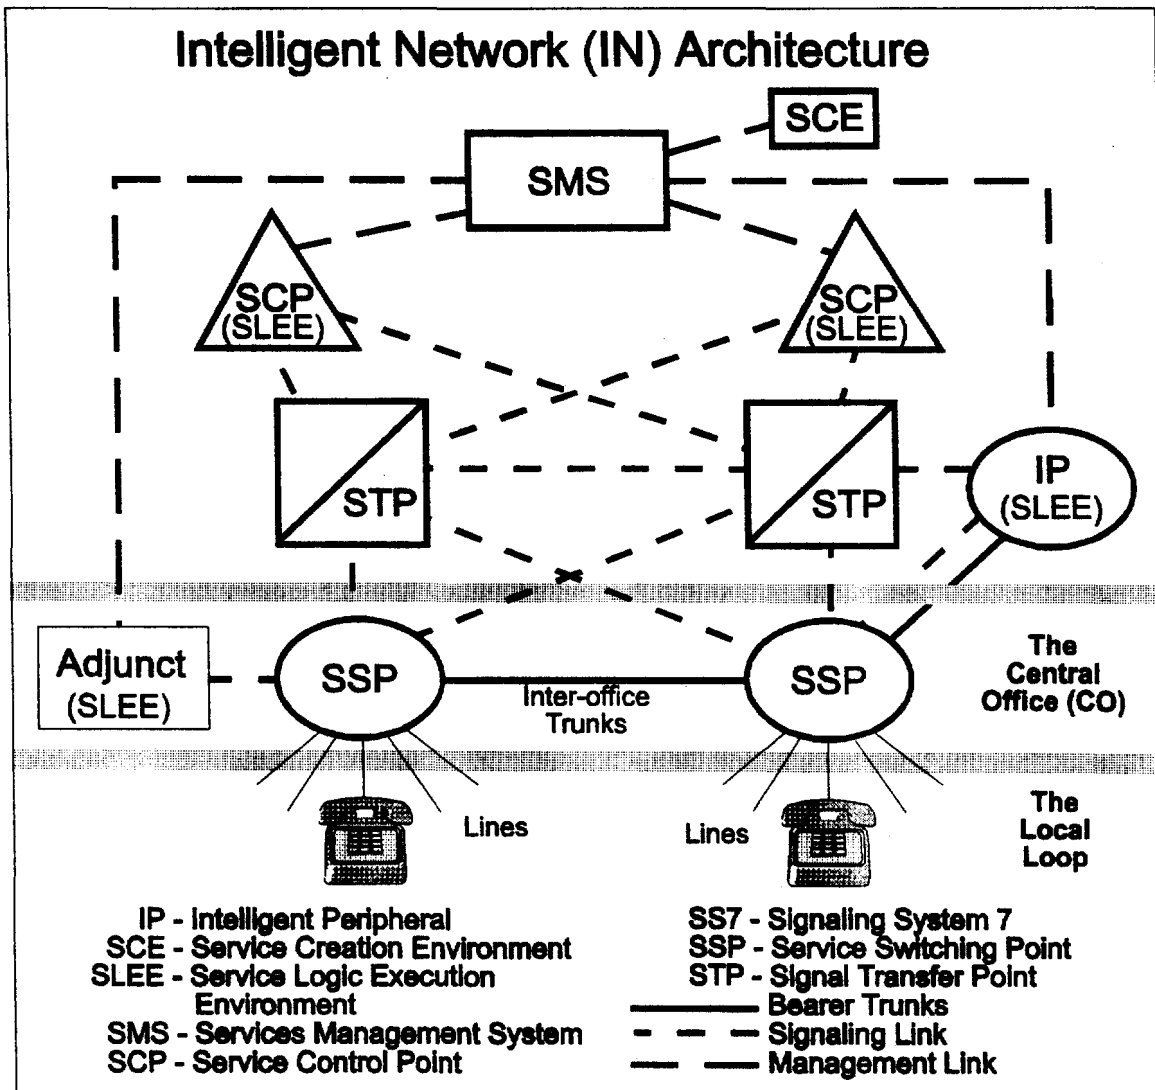 Intelligent Network (IN) Architecture
SCE
SMS
SCP
(SLEE)
SCP
(SLEE)
STP
STP
IP
(SLEE)
Adjunct
(SLEE)
SSP
SSP
Inter-office
Trunks
The
Central
Office (CO)
Lines
Lines
The
Local
Loop
IP - Intelligent Peripheral
SCE - Service Creation Environment
SLEE - Service Logic Execution
Environment
SMS - Services Management System
SCP - Service Control Point
SS7 - Signaling System 7
SSP - Service Switching Point
STP - Signal Transfer Point
Bearer Trunks
Signaling Link
Management Link